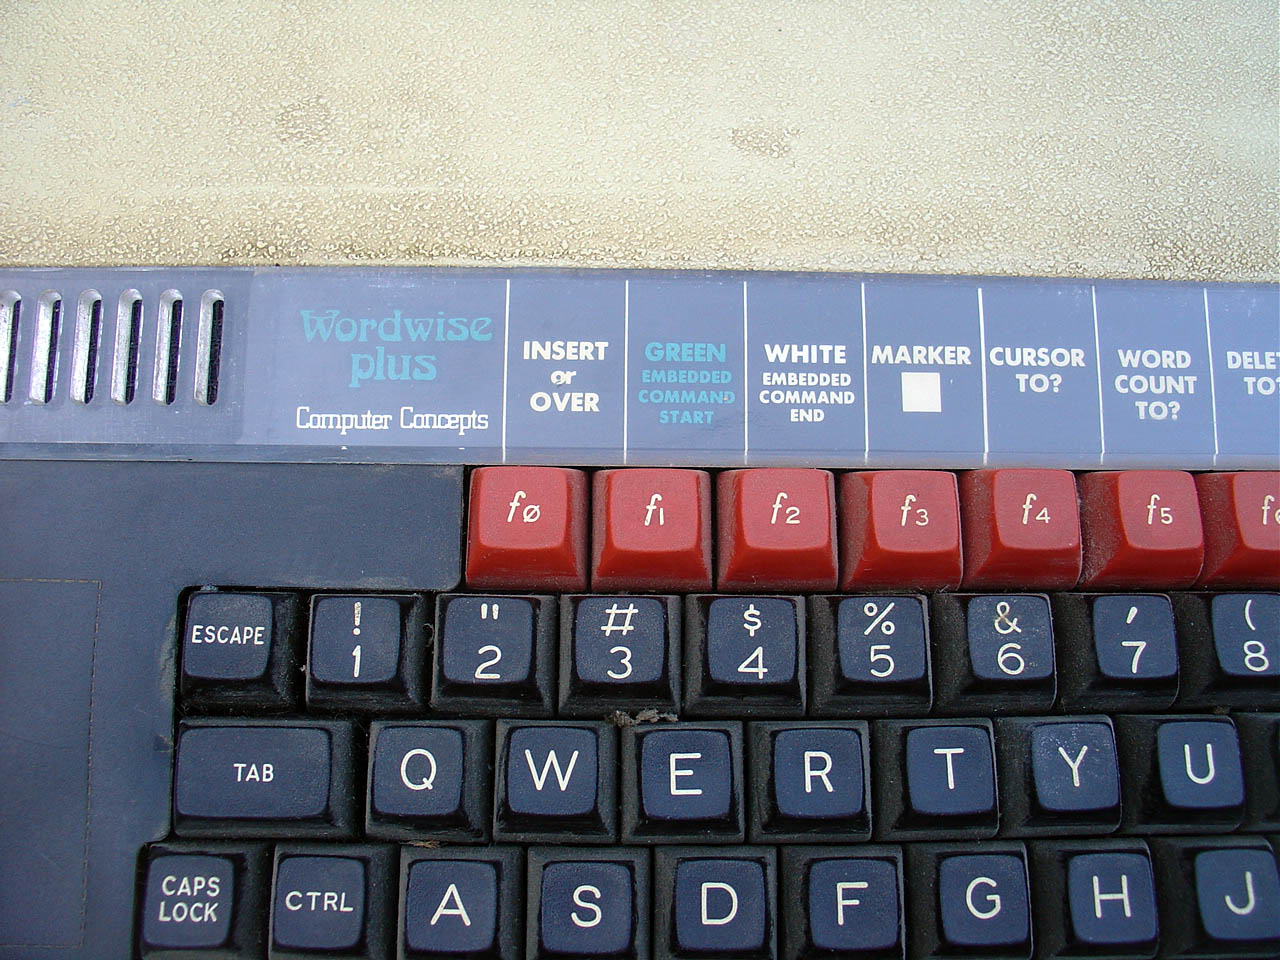 Wordwise
plus
Computer Concepts
INSERT
or
OVER
GREEN
EMBEDDED
COMMAND
START
WHITE
EMBEDDED
COMMAND
END
MARKER
CURSOR
TO?
WORD
COUNT
TO?
f0 f1 f2 f3 f4 f5
ESCAPE ! " # $ % & ' (
1 2 3 4 5 6 7 8
TAB Q W E R T Y U
CAPS
LOCK
CTRL A S D F G H J